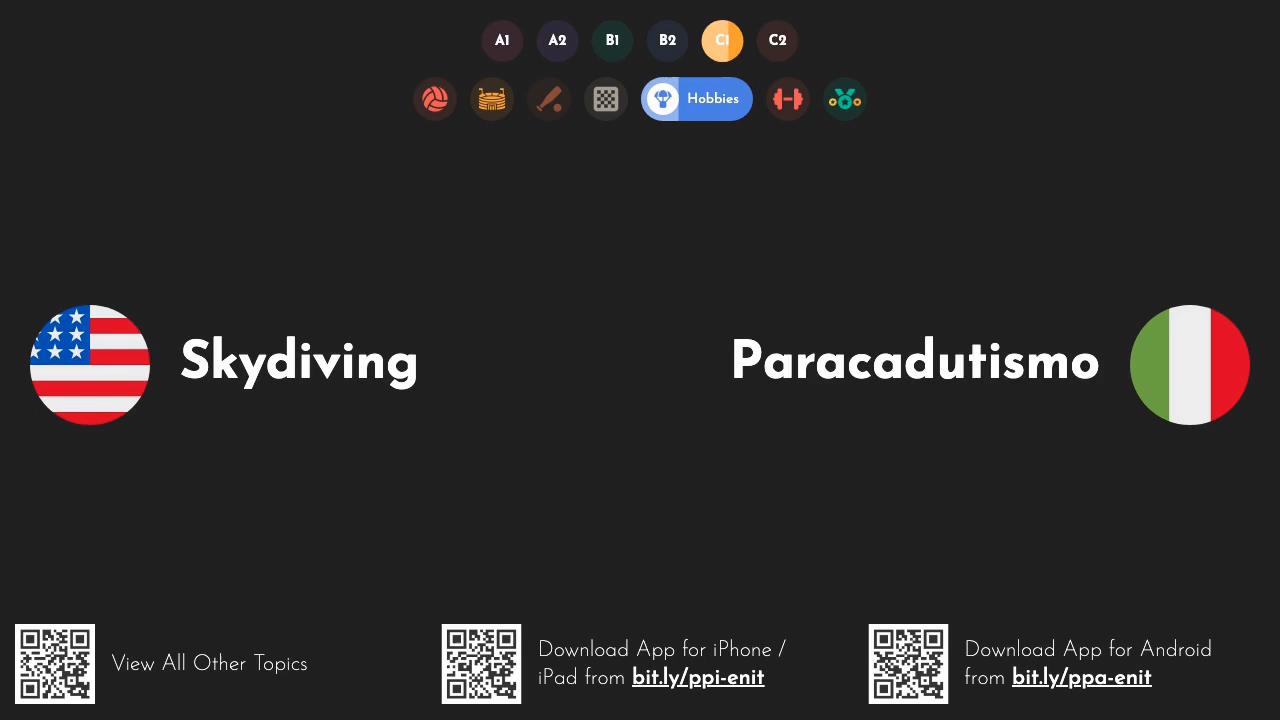 A1 A2 B1 B2 C1 C2
Hobbies
Skydiving
Paracadutismo
View All Other Topics
Download App for iPhone /
iPad from bit.ly/ppi-enit
Download App for Android
from bit.ly/ppa-enit